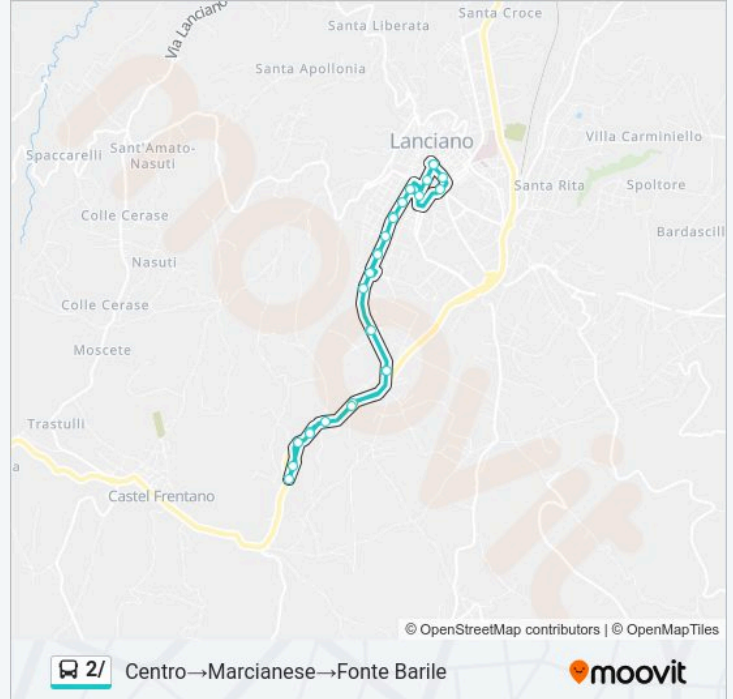 Santa Croce
Santa Liberata
Via Lanciano
Santa Apollonia
Lanciano
Villa Carminiello
Sant'Amato-
Nasuti
Spaccarelli
Santa Rita
Spoltore
Colle Cerase
Bardascill
Nasuti
Colle Cerase
Moscete
Trastulli
a
Castel Frentano
moovit
© OpenStreetMap contributors | © OpenMapTiles
2/ Centro→Marcianese→Fonte Barile
moovit